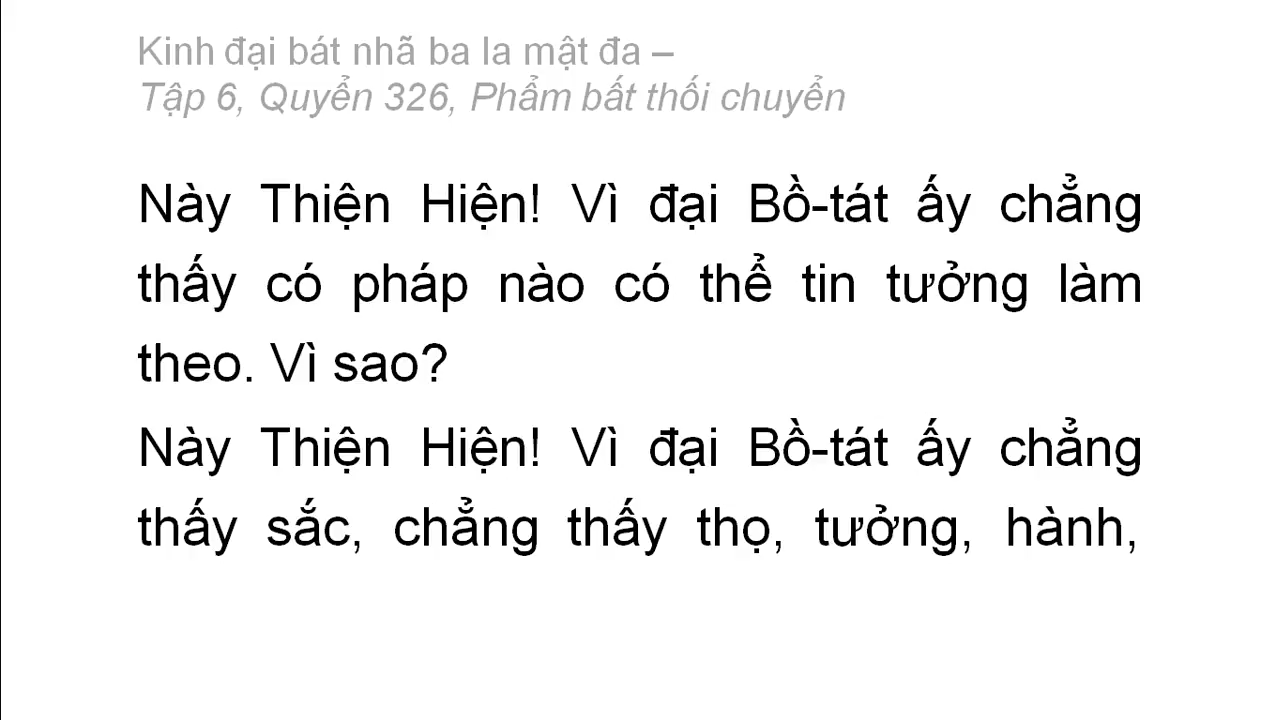 Kinh đại bát nhã ba la mật đa –
Tập 6, Quyển 326, Phẩm bất thối chuyển
Này Thiện Hiện! Vì đại Bồ-tát ấy chẳng
thấy có pháp nào có thể tin tưởng làm
theo. Vì sao?
Này Thiện Hiện! Vì đại Bồ-tát ấy chẳng
thấy sắc, chẳng thấy thọ, tưởng, hành,